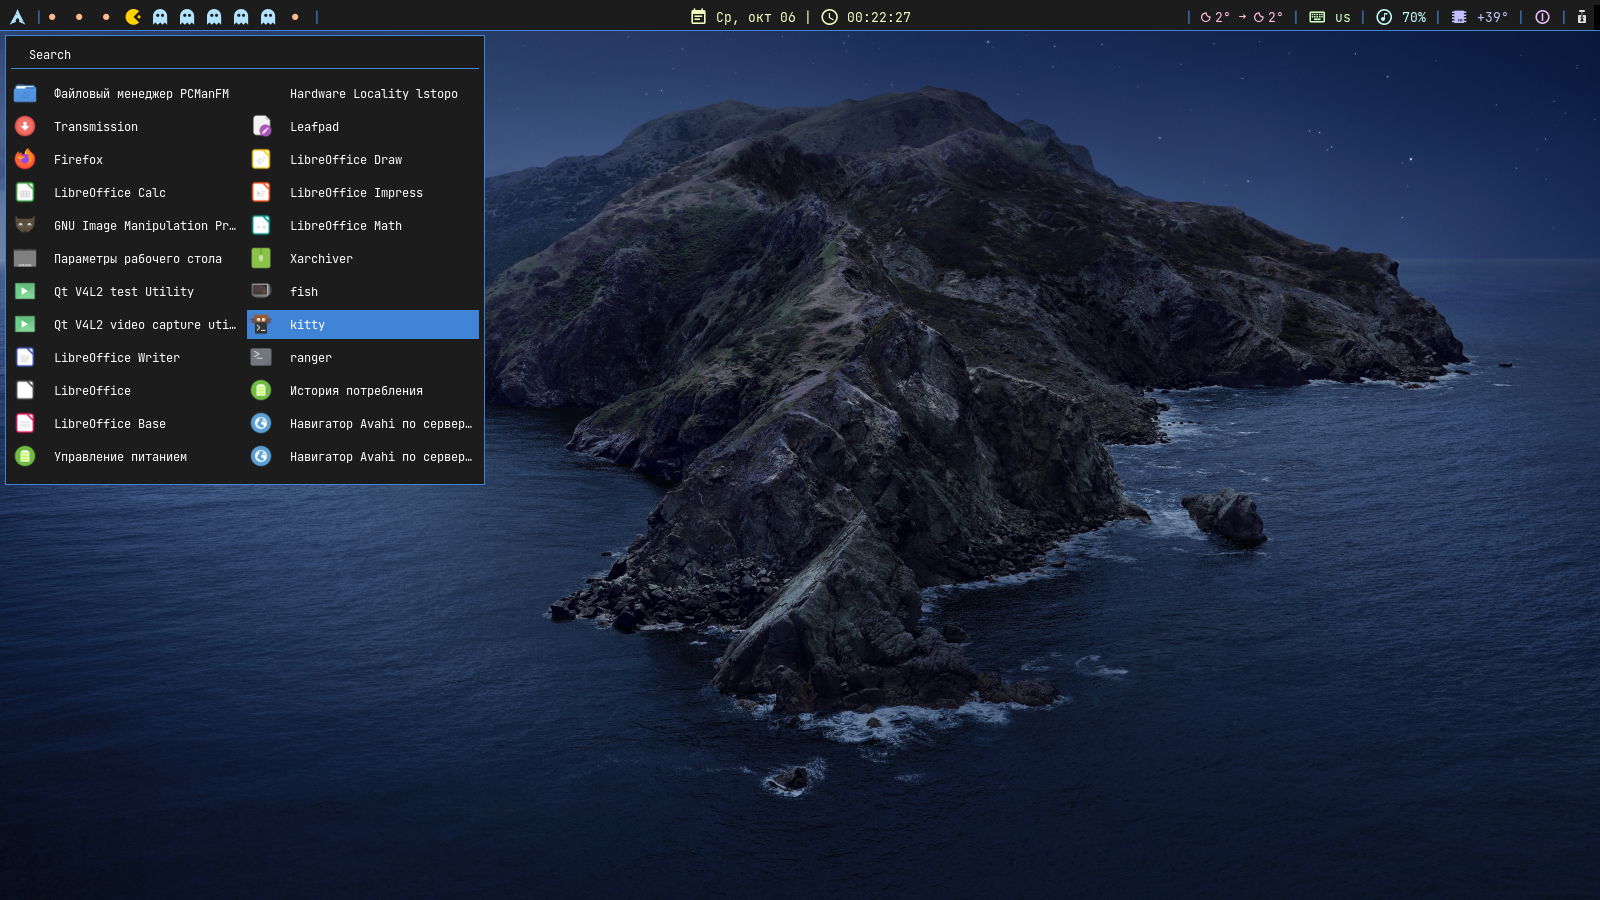 Ср, окт 06 | 00:22:27
2° → 2° | us | 70% | +39°
Search
Файловый менеджер PCManFM
Transmission
Firefox
LibreOffice Calc
GNU Image Manipulation Pr…
Параметры рабочего стола
Qt V4L2 test Utility
Qt V4L2 video capture uti…
LibreOffice Writer
LibreOffice
LibreOffice Base
Управление питанием
Hardware Locality lstopo
Leafpad
LibreOffice Draw
LibreOffice Impress
LibreOffice Math
Xarchiver
fish
kitty
ranger
История потребления
Навигатор Avahi по сервер…
Навигатор Avahi по сервер…